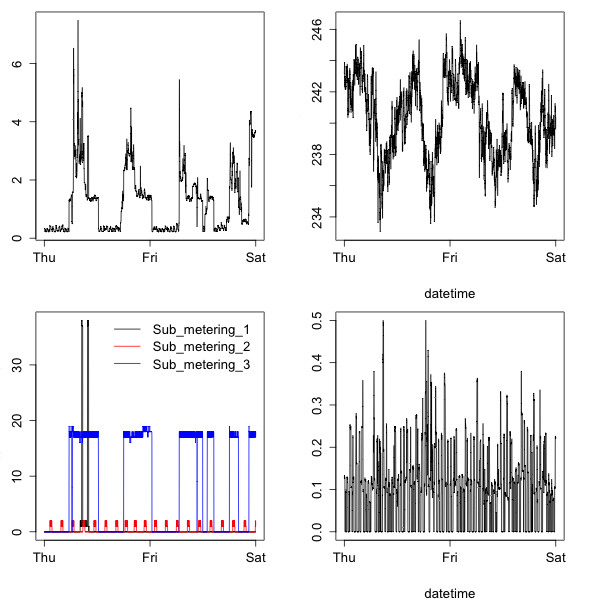 6
4
2
0
Thu Fri Sat
246
242
238
234
Thu Fri Sat
datetime
30
20
10
0
Sub_metering_1
Sub_metering_2
Sub_metering_3
Thu Fri Sat
0.5
0.4
0.3
0.2
0.1
0.0
Thu Fri Sat
datetime